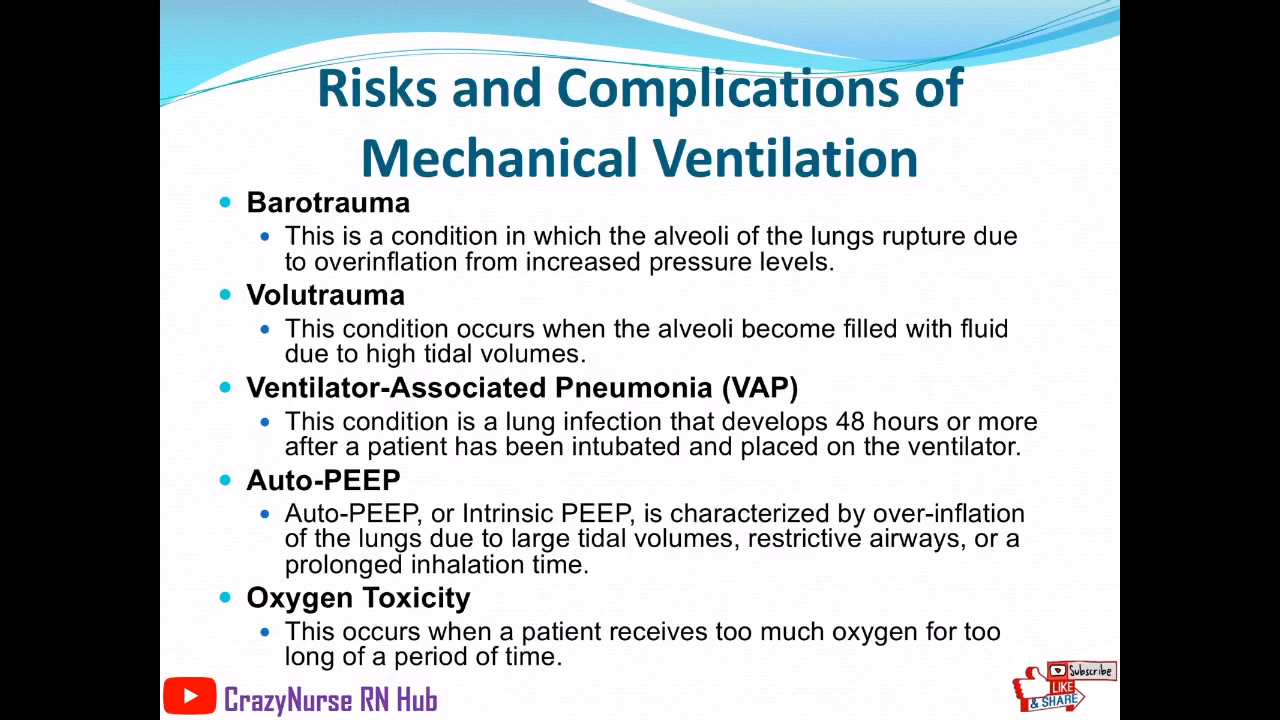 Risks and Complications of
Mechanical Ventilation
• Barotrauma
• This is a condition in which the alveoli of the lungs rupture due
to overinflation from increased pressure levels.
• Volutrauma
• This condition occurs when the alveoli become filled with fluid
due to high tidal volumes.
• Ventilator-Associated Pneumonia (VAP)
• This condition is a lung infection that develops 48 hours or more
after a patient has been intubated and placed on the ventilator.
• Auto-PEEP
• Auto-PEEP, or Intrinsic PEEP, is characterized by over-inflation
of the lungs due to large tidal volumes, restrictive airways, or a
prolonged inhalation time.
• Oxygen Toxicity
• This occurs when a patient receives too much oxygen for too
long of a period of time.
CrazyNurse RN Hub
Subscribe
LIKE
& SHARE